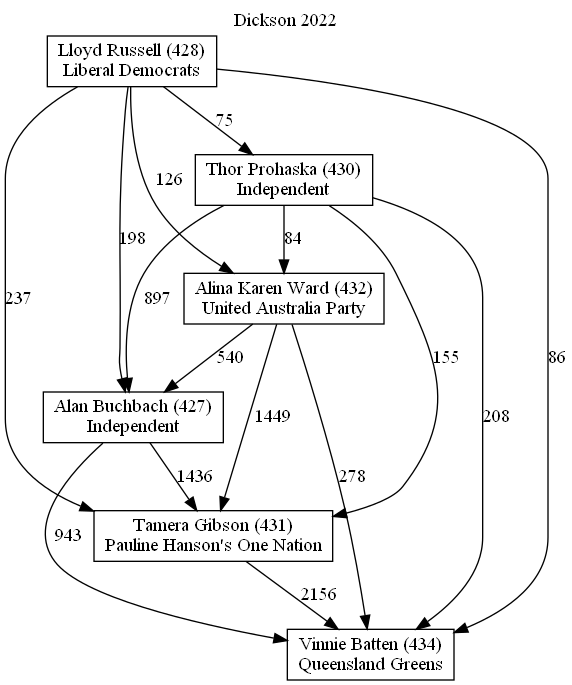 Dickson 2022
Lloyd Russell (428)
Liberal Democrats
75
Thor Prohaska (430)
Independent
126
198
84
237
897
Alina Karen Ward (432)
United Australia Party
540
155
86
Alan Buchbach (427)
Independent
1449
208
1436
278
943
Tamera Gibson (431)
Pauline Hanson's One Nation
2156
Vinnie Batten (434)
Queensland Greens